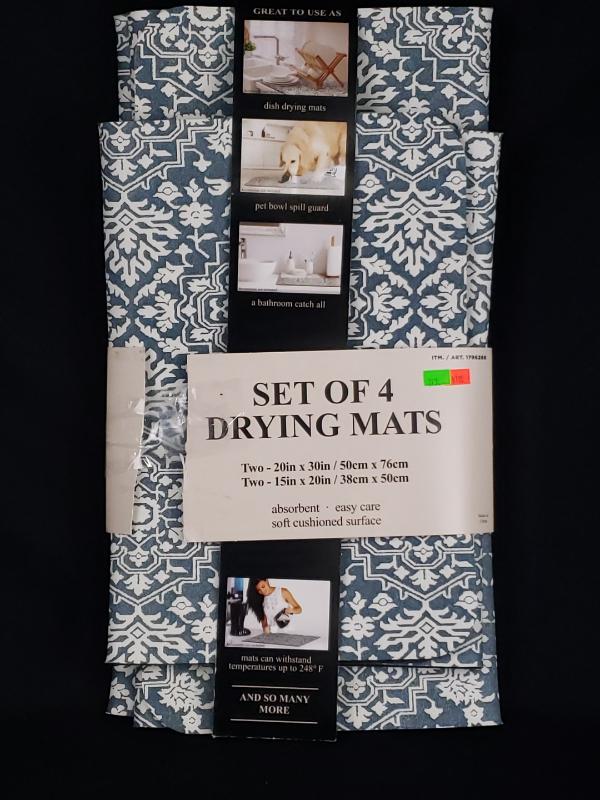 GREAT TO USE AS
dish drying mats
pet bowl spill guard
a bathroom catch all
ITM. / ART. 1795288
SET OF 4
DRYING MATS
Two - 20in x 30in / 50cm x 76cm
Two - 15in x 20in / 38cm x 50cm
absorbent · easy care
soft cushioned surface
mats can withstand
temperatures up to 248° F
AND SO MANY
MORE